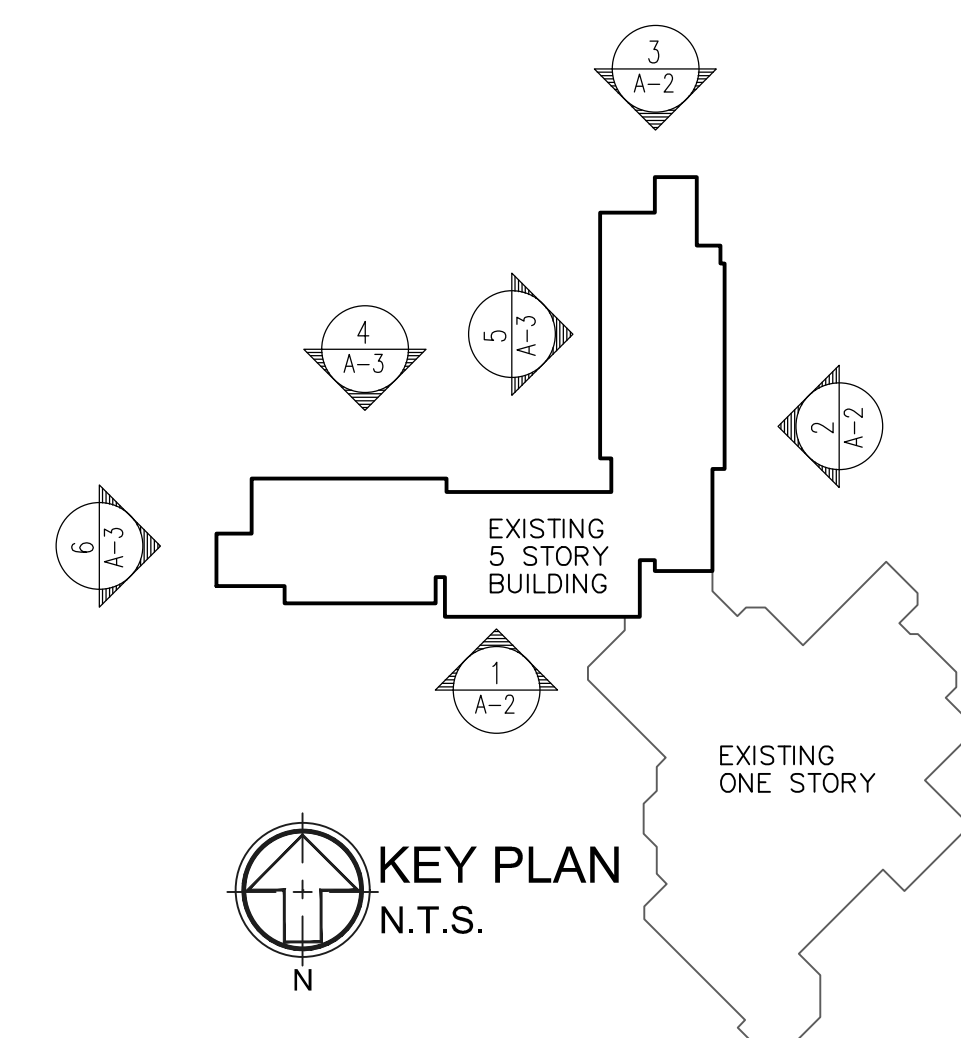 3
A-2
4
A-3
5
A-3
2
A-2
6
A-3
EXISTING
5 STORY
BUILDING
1
A-2
EXISTING
ONE STORY
KEY PLAN
N.T.S.
N